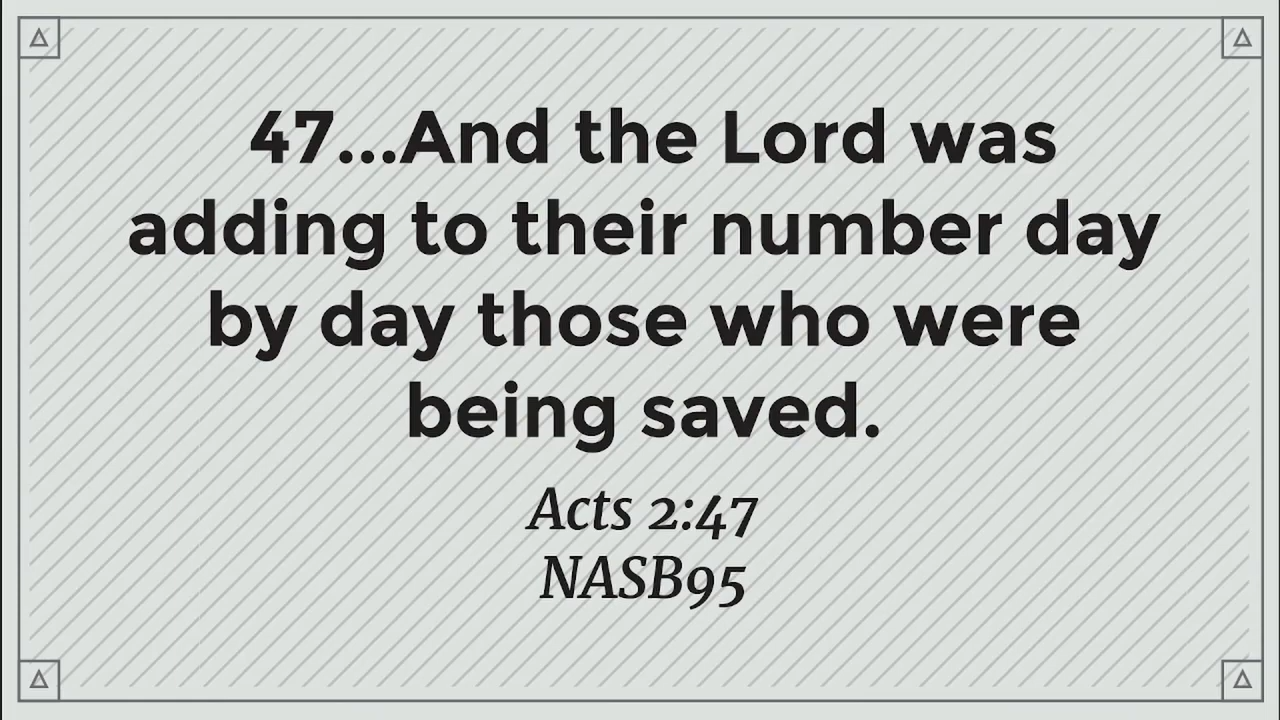 47...And the Lord was
adding to their number day
by day those who were
being saved.
Acts 2:47
NASB95